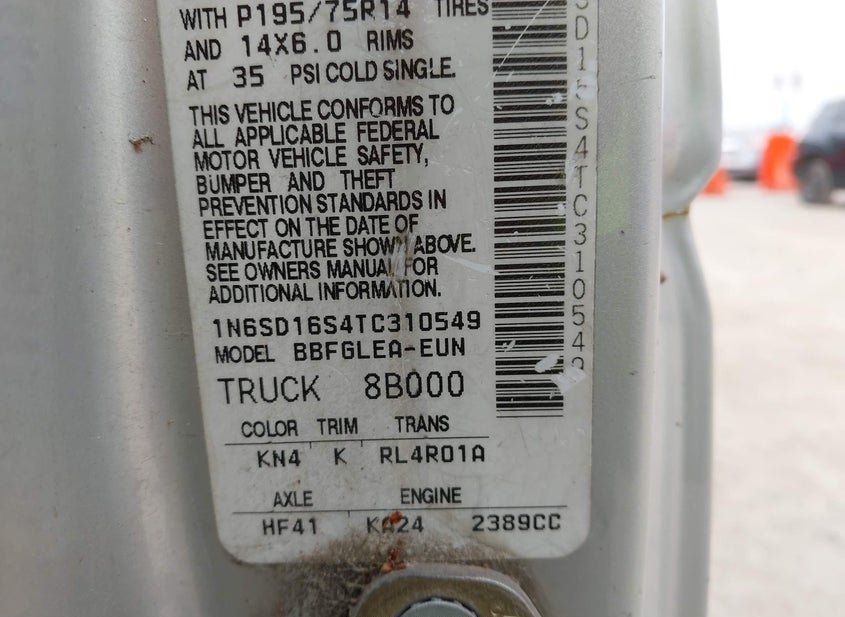 WITH P195/75R14 TIRES
AND 14X6.0 RIMS
AT 35 PSI COLD SINGLE.
THIS VEHICLE CONFORMS TO
ALL APPLICABLE FEDERAL
MOTOR VEHICLE SAFETY,
BUMPER AND THEFT
PREVENTION STANDARDS IN
EFFECT ON THE DATE OF
MANUFACTURE SHOWN ABOVE.
SEE OWNERS MANUAL FOR
ADDITIONAL INFORMATION.
1N6SD16S4TC310549
MODEL BBFGLEA-EUN
TRUCK 8B000
COLOR TRIM TRANS
KN4 K RL4R01A
AXLE ENGINE
HF41 KA24 2389CC
SD16S4TC310549